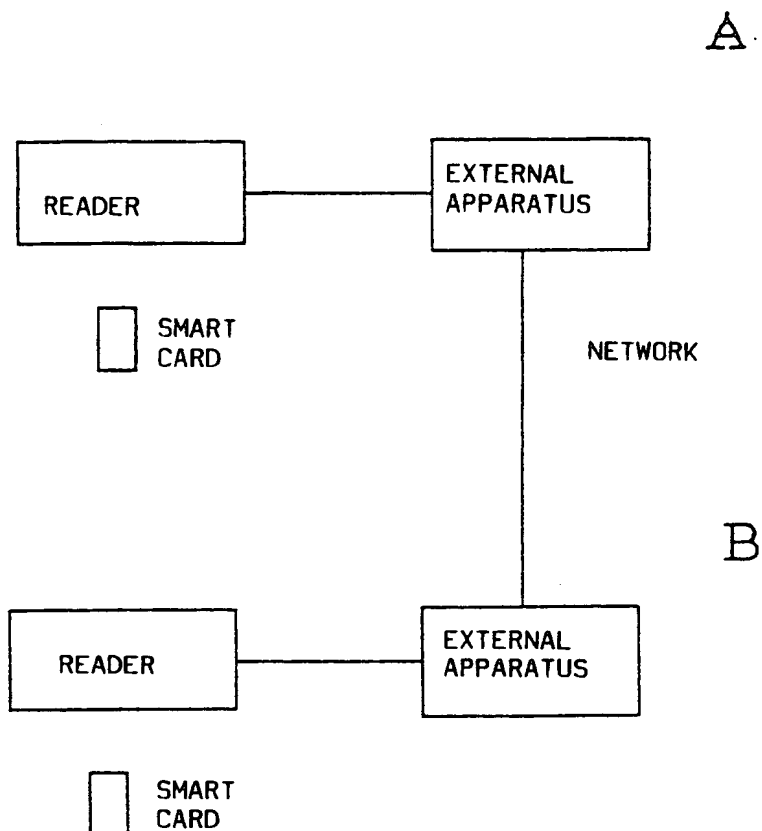 A
READER
EXTERNAL
APPARATUS
SMART
CARD
NETWORK
B
READER
EXTERNAL
APPARATUS
SMART
CARD